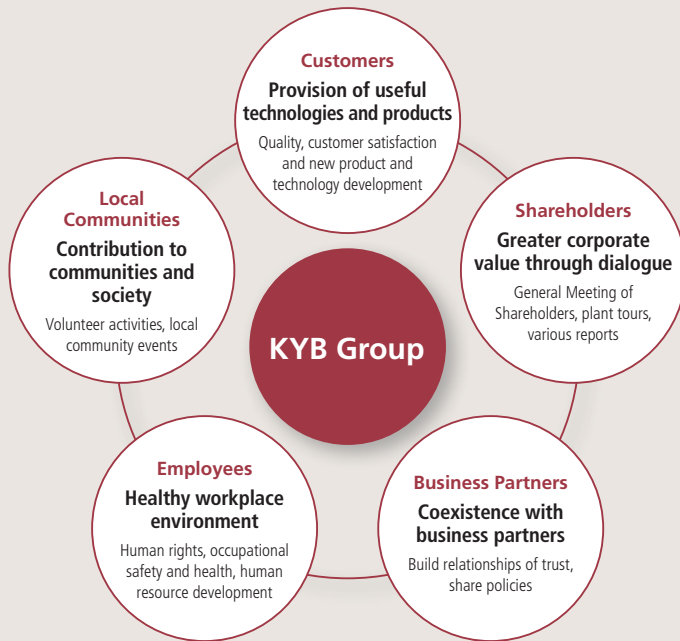 Customers
Provision of useful
technologies and products
Quality, customer satisfaction
and new product and
technology development
Local
Communities
Contribution to
communities and
society
Volunteer activities, local
community events
Shareholders
Greater corporate
value through dialogue
General Meeting of
Shareholders, plant tours,
various reports
KYB Group
Employees
Healthy workplace
environment
Human rights, occupational
safety and health, human
resource development
Business Partners
Coexistence with
business partners
Build relationships of trust,
share policies